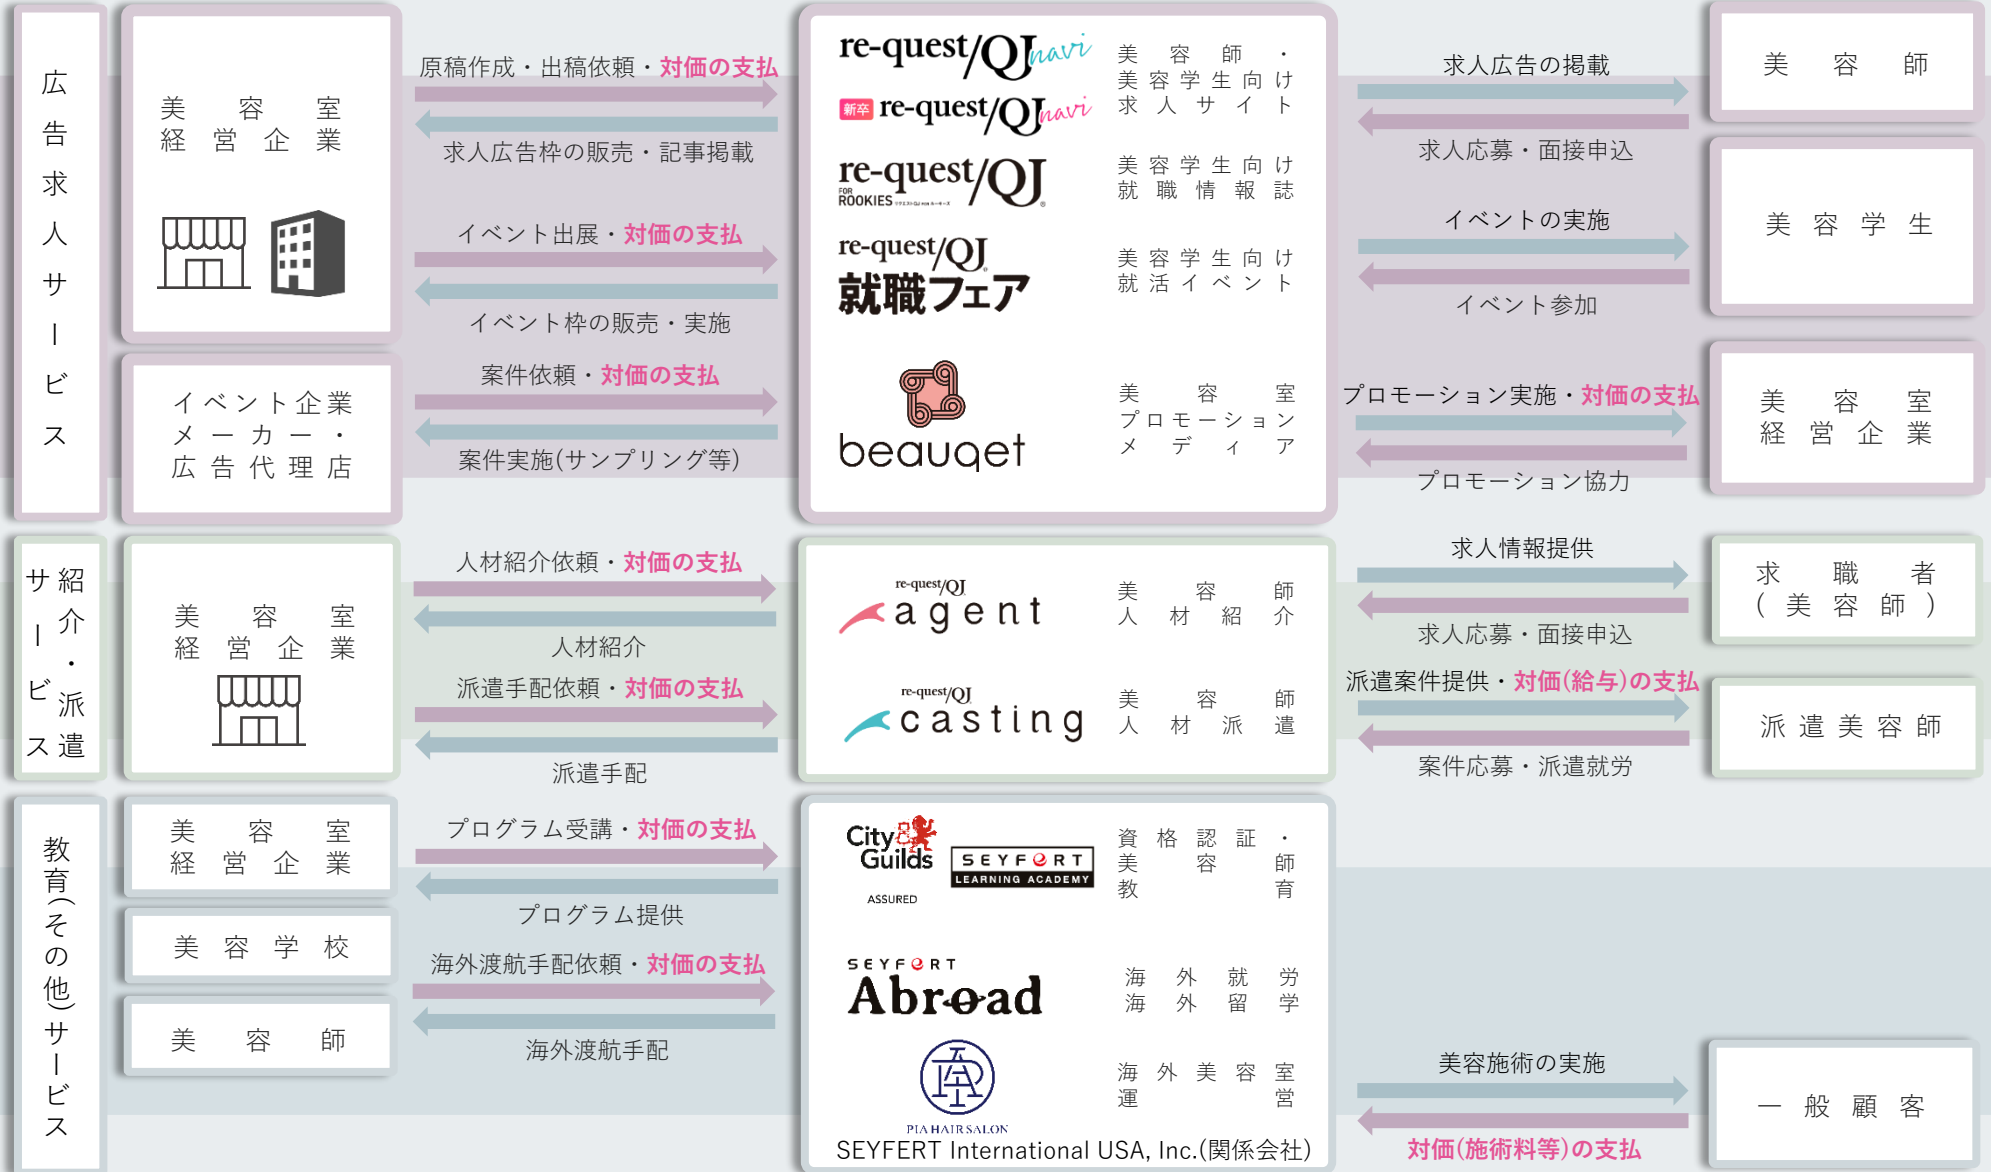 広告求人サービス
美容室
経営企業
原稿作成・出稿依頼・対価の支払
求人広告枠の販売・記事掲載
イベント出展・対価の支払
イベント枠の販売・実施
イベント企業
メーカー・
広告代理店
案件依頼・対価の支払
案件実施(サンプリング等)
re-quest/QJ navi
新卒 re-quest/QJ navi
美容師・
美容学生向け
求人サイト
re-quest/QJ
FOR
ROOKIES
美容学生向け
就職情報誌
re-quest/QJ
就職フェア
美容学生向け
就活イベント
beauqet
美容室
プロモーション
メディア
求人広告の掲載
求人応募・面接申込
美容師
イベントの実施
イベント参加
美容学生
プロモーション実施・対価の支払
プロモーション協力
美容室
経営企業
紹介・派遣
サービス
美容室
経営企業
人材紹介依頼・対価の支払
人材紹介
派遣手配依頼・対価の支払
派遣手配
re-quest/QJ
agent
美容師
人材紹介
re-quest/QJ
casting
美容師
人材派遣
求人情報提供
求人応募・面接申込
求職者
(美容師)
派遣案件提供・対価(給与)の支払
案件応募・派遣就労
派遣美容師
教育(その他)サービス
美容室
経営企業
美容学校
美容師
プログラム受講・対価の支払
プログラム提供
海外渡航手配依頼・対価の支払
海外渡航手配
City
Guilds
ASSURED
SEYFERT
LEARNING ACADEMY
資格認証・
美容師
教育
SEYFERT
Abroad
海外就労
海外留学
PIA HAIR SALON
海外美容室
運営
SEYFERT International USA, Inc.(関係会社)
美容施術の実施
対価(施術料等)の支払
一般顧客